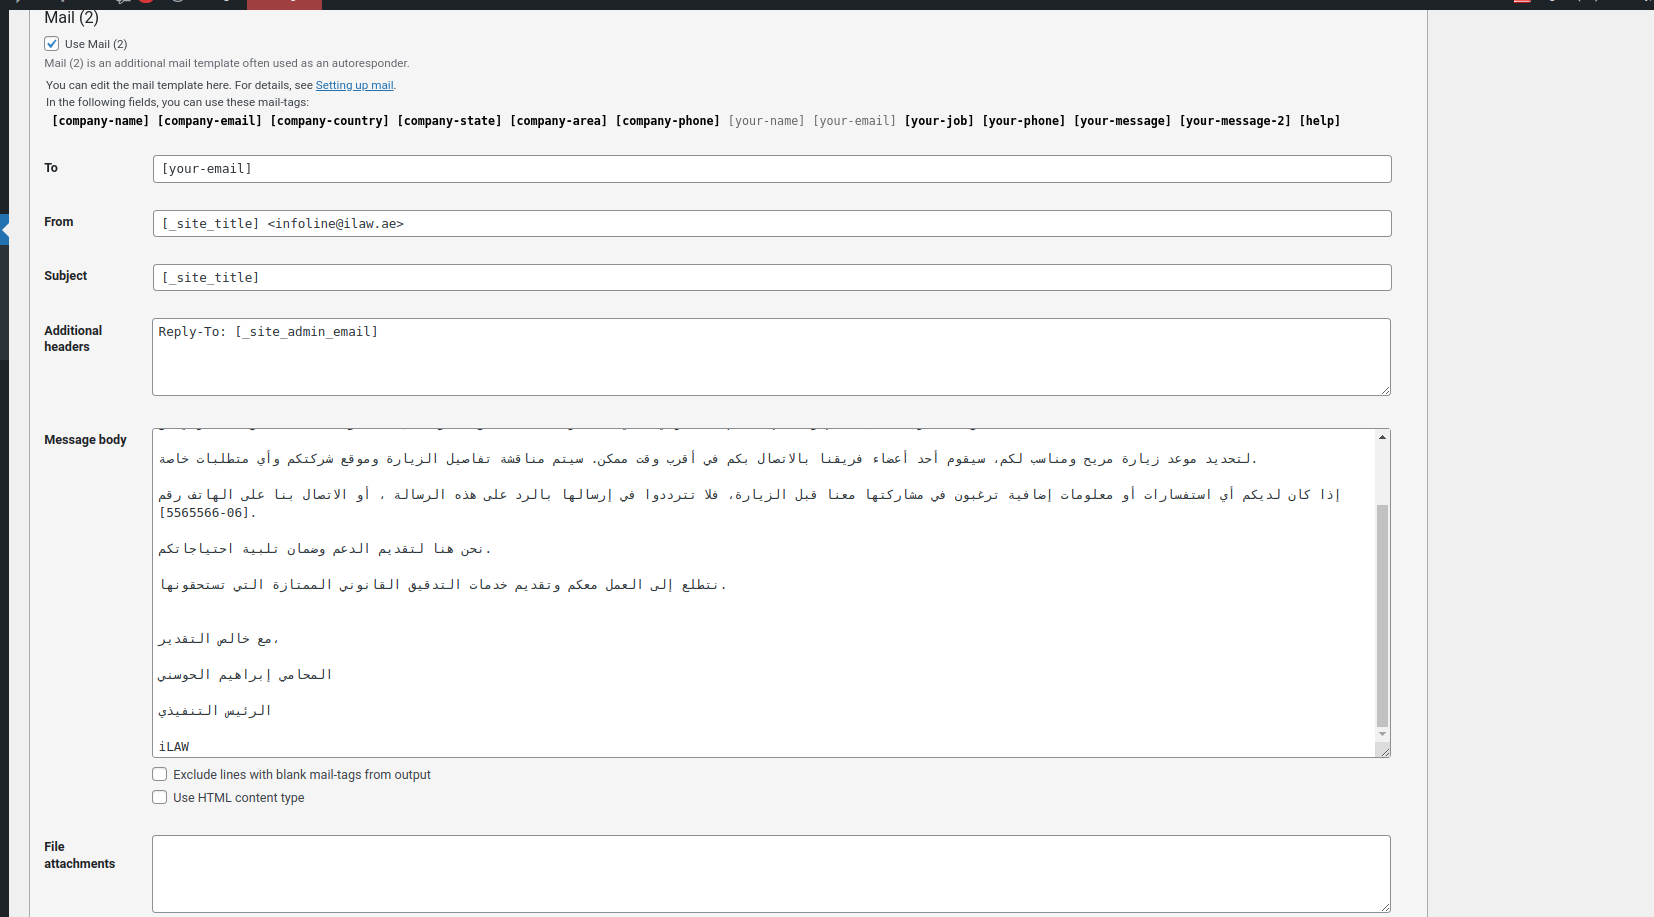 Mail (2)
Use Mail (2)
Mail (2) is an additional mail template often used as an autoresponder.
You can edit the mail template here. For details, see Setting up mail.
In the following fields, you can use these mail-tags:
[company-name] [company-email] [company-country] [company-state] [company-area] [company-phone] [your-name] [your-email] [your-job] [your-phone] [your-message] [your-message-2] [help]
To
[your-email]
From
[_site_title] <infoline@ilaw.ae>
Subject
[_site_title]
Additional
headers
Reply-To: [_site_admin_email]
Message body
لتحديد موعد زيارة مريح ومناسب لكم، سيقوم أحد أعضاء فريقنا بالاتصال بكم في أقرب وقت ممكن. سيتم مناقشة تفاصيل الزيارة وموقع شركتكم وأي متطلبات خاصة.
إذا كان لديكم أي استفسارات أو معلومات إضافية ترغبون في مشاركتها معنا قبل الزيارة، فلا تترددوا في إرسالها بالرد على هذه الرسالة ، أو الاتصال بنا على الهاتف رقم
[06-5565566].
نحن هنا لتقديم الدعم وضمان تلبية احتياجاتكم.
نتطلع إلى العمل معكم وتقديم خدمات التدقيق القانوني الممتازة التي تستحقونها.
مع خالص التقدير،
المحامي إبراهيم الحوسني
الرئيس التنفيذي
iLAW
Exclude lines with blank mail-tags from output
Use HTML content type
File
attachments